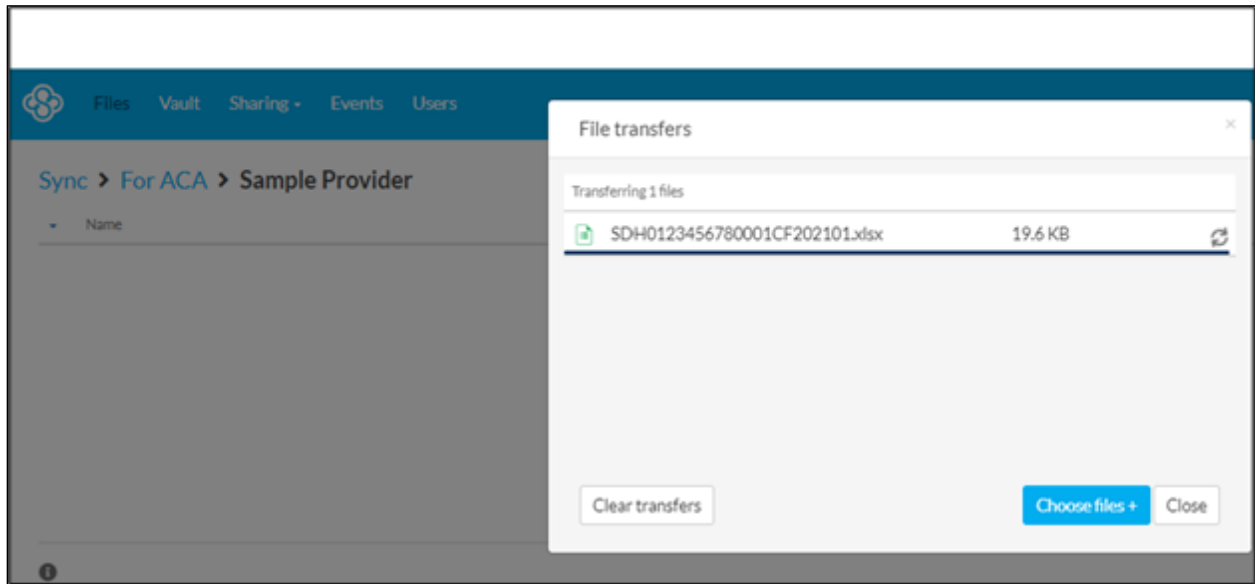 Files Vault Sharing Events Users
File transfers
Sync > For ACA > Sample Provider
Transferring 1 files
Name
SDH0123456780001CF202101.xlsx 19.6 KB
Clear transfers Choose files + Close